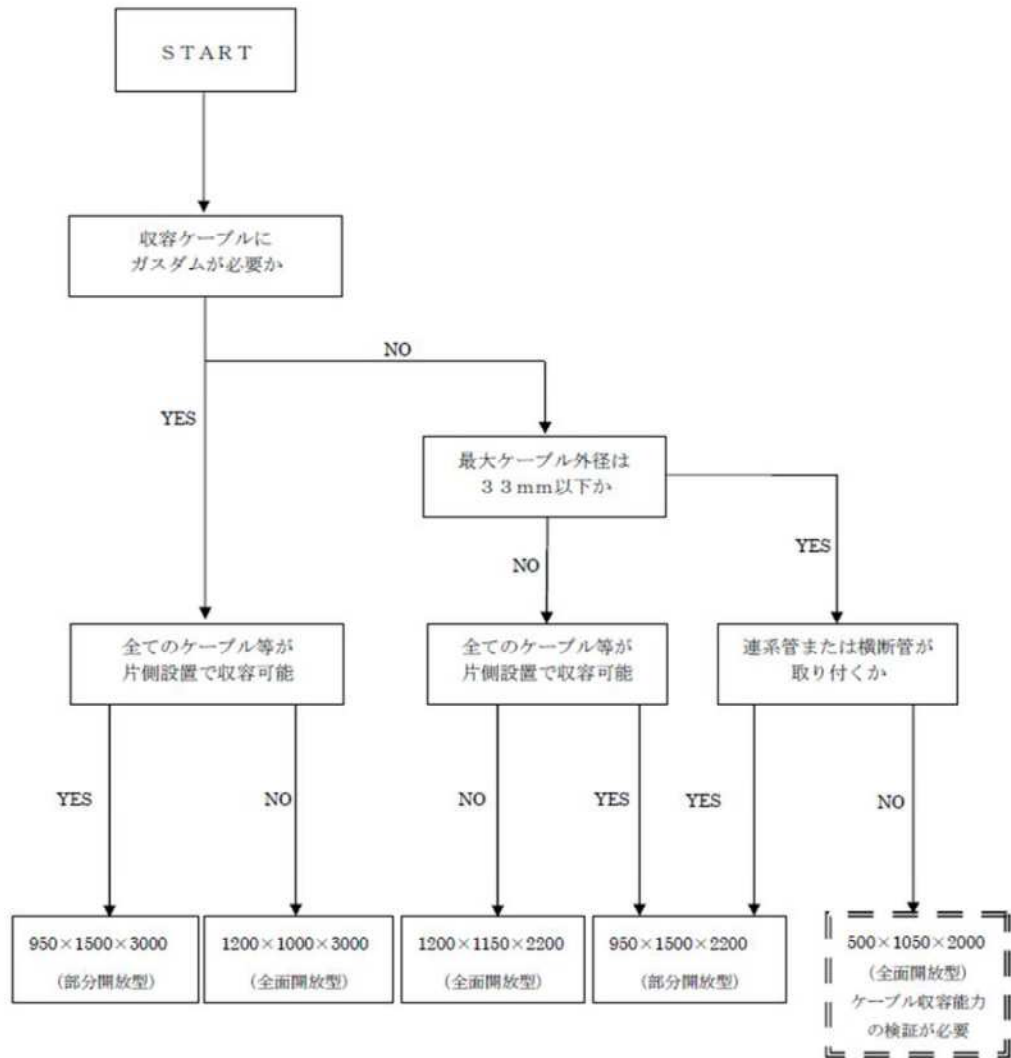 ＳＴＡＲＴ
収容ケーブルに
ガスダムが必要か
NO
YES
最大ケーブル外径は
３３mm以下か
NO
YES
全てのケーブル等が
片側設置で収容可能
全てのケーブル等が
片側設置で収容可能
連系管または横断管が
取り付くか
YES
NO
NO
YES
YES
NO
950×1500×3000
(部分開放型)
1200×1000×3000
(全面開放型)
1200×1150×2200
(全面開放型)
950×1500×2200
(部分開放型)
500×1050×2000
(全面開放型)
ケーブル収容能力
の検証が必要